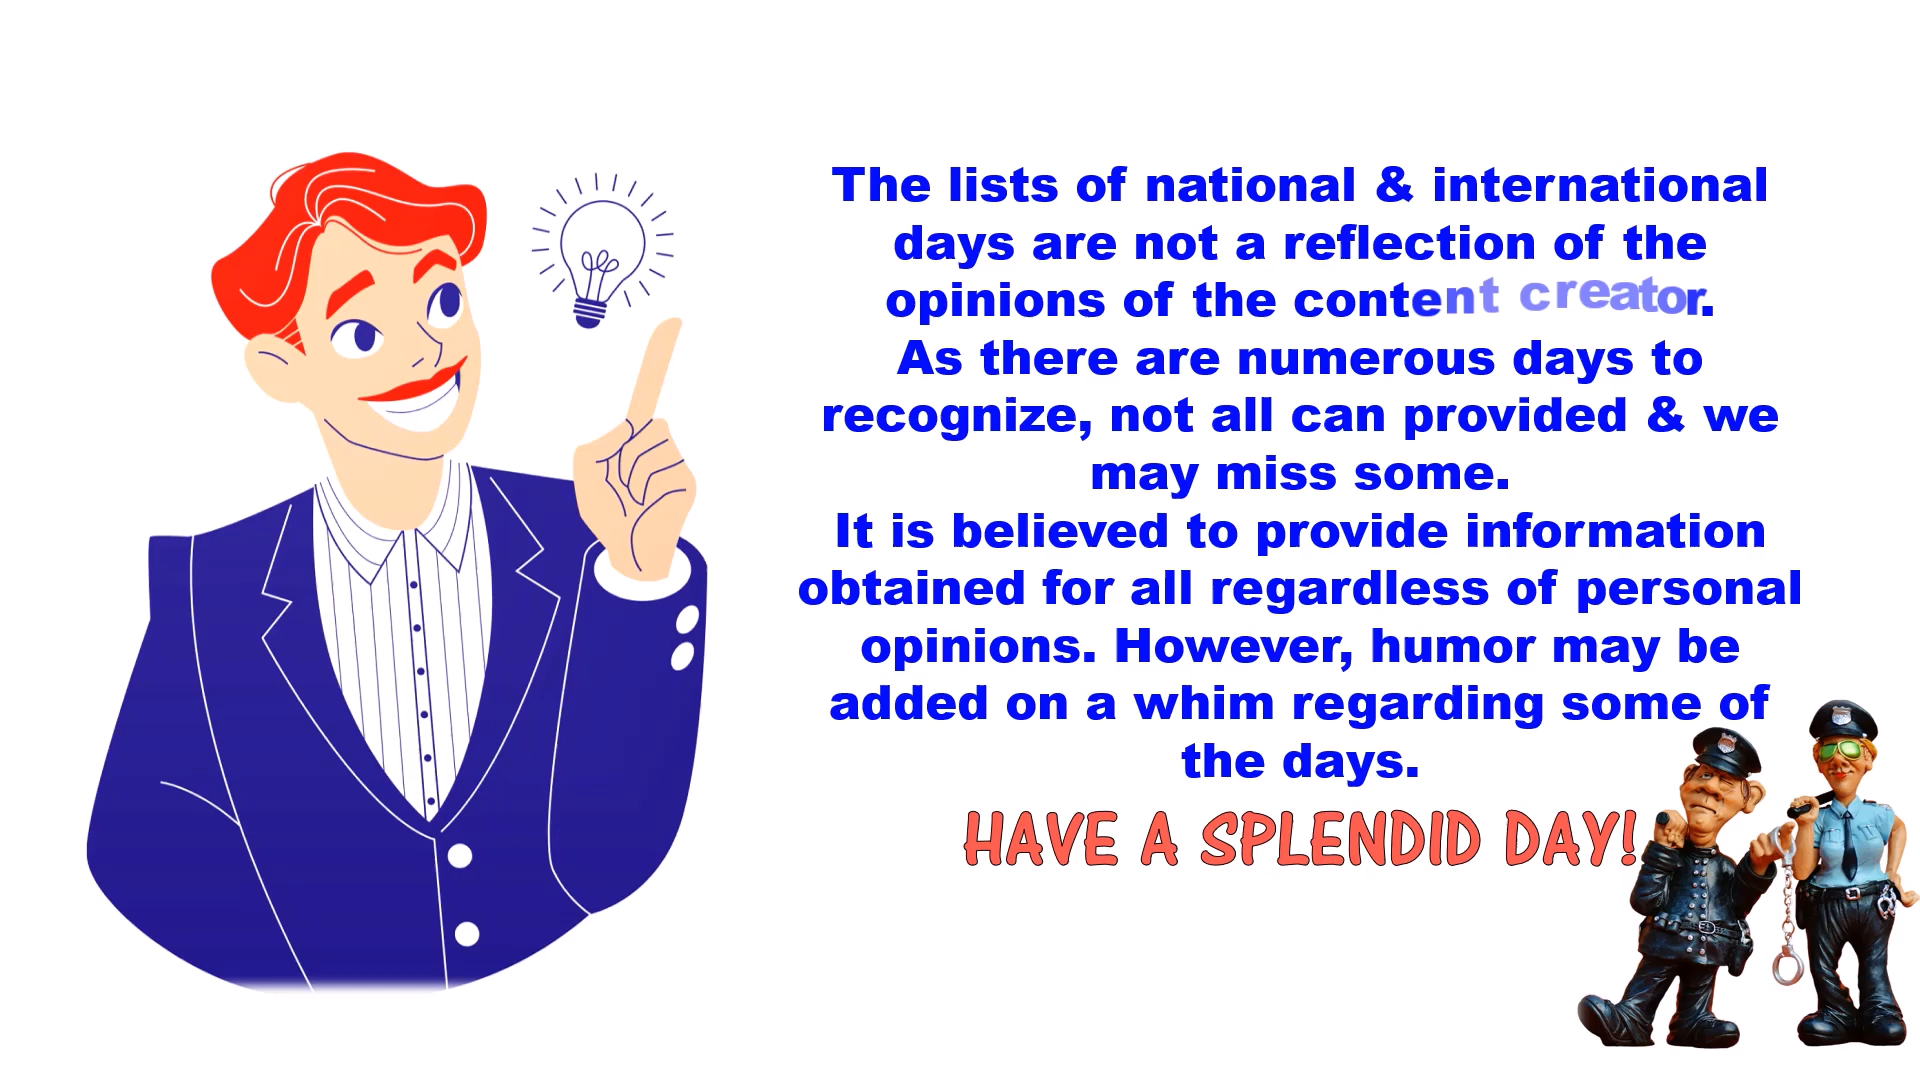 The lists of national & international
days are not a reflection of the
opinions of the content creator.
As there are numerous days to
recognize, not all can provided & we
may miss some.
It is believed to provide information
obtained for all regardless of personal
opinions. However, humor may be
added on a whim regarding some of
the days.
HAVE A SPLENDID DAY!